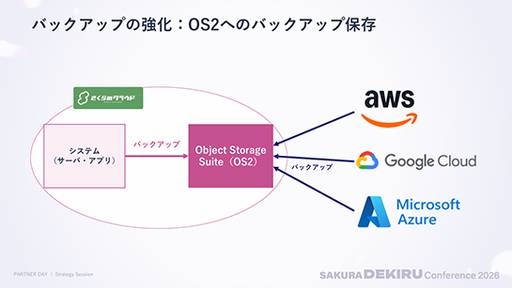 バックアップの強化：OS2へのバックアップ保存
さくらのクラウド
システム
（サーバ・アプリ）
バックアップ
Object Storage
Suite（OS2）
バックアップ
aws
Google Cloud
Microsoft
Azure
PARTNER DAY | Strategy Session
SAKURA DEKIRU Conference 2026